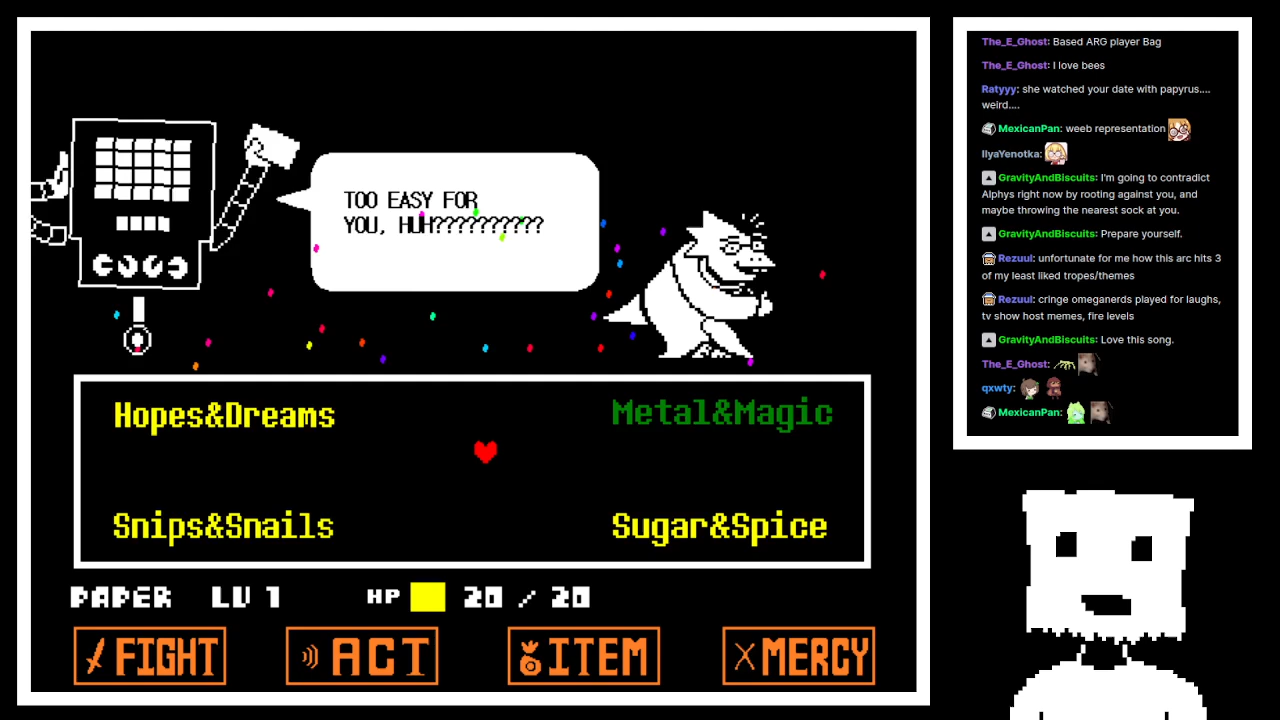 TOO EASY FOR
YOU, HUH??????????
Hopes&Dreams
Metal&Magic
Snips&Snails
Sugar&Spice
PAPER LV 1 HP 20 / 20
FIGHT
ACT
ITEM
MERCY
The_E_Ghost: Based ARG player Bag
The_E_Ghost: I love bees
Ratyyy: she watched your date with papyrus....
weird....
MexicanPan: weeb representation
IlyaYenotka:
GravityAndBiscuits: I'm going to contradict
Alphys right now by rooting against you, and
maybe throwing the nearest sock at you.
GravityAndBiscuits: Prepare yourself.
Rezuul: unfortunate for me how this arc hits 3
of my least liked tropes/themes
Rezuul: cringe omeganerds played for laughs,
tv show host memes, fire levels
GravityAndBiscuits: Love this song.
The_E_Ghost:
qxwty:
MexicanPan: